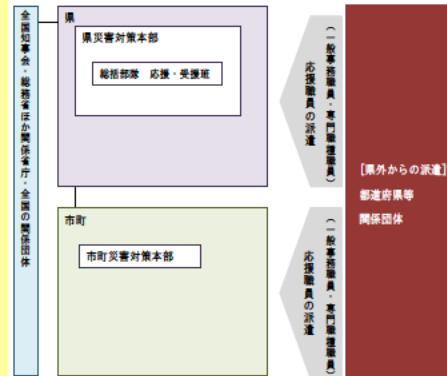 全国知事会・総務省ほか関係省庁・全国の関係団体
県
県災害対策本部
総括部隊　応援・受援班
市町
市町災害対策本部
応援職員の派遣
（一般事務職員・専門職種職員）
応援職員の派遣
（一般事務職員・専門職種職員）
[県外からの派遣]
都道府県等
関係団体